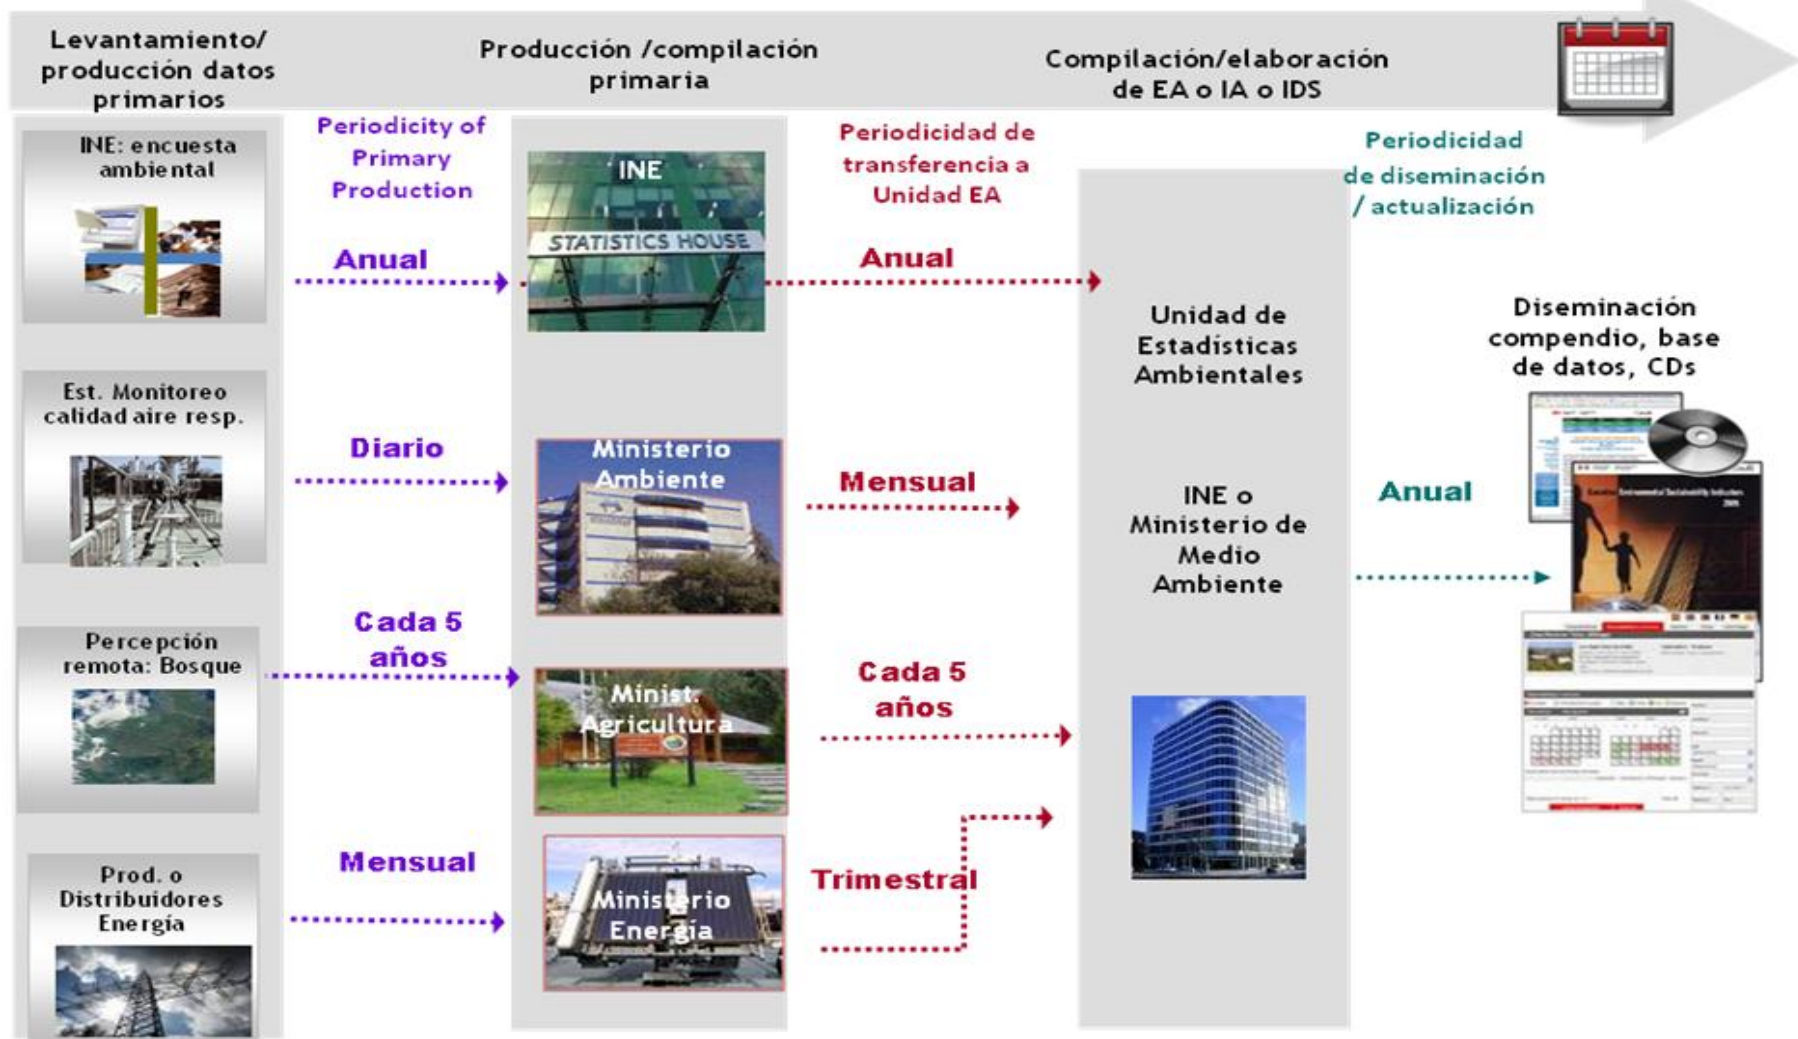 Levantamiento/
producción datos
primarios
Producción /compilación
primaria
Compilación/elaboración
de EA o IA o IDS
INE: encuesta
ambiental
Periodicity of
Primary
Production
INE
STATISTICS HOUSE
Periodicidad de
transferencia a
Unidad EA
Periodicidad
de diseminación
/ actualización
Anual
Anual
Unidad de
Estadísticas
Ambientales
Diseminación
compendio, base
de datos, CDs
Est. Monitoreo
calidad aire resp.
Diario
Ministerio
Ambiente
Mensual
INE o
Ministerio de
Medio
Ambiente
Anual
Environmental Sustainability Indicators
Percepción
remota: Bosque
Cada 5
años
Minist.
Agricultura
Cada 5
años
Prod. o
Distribuidores
Energía
Mensual
Ministerio
Energía
Trimestral